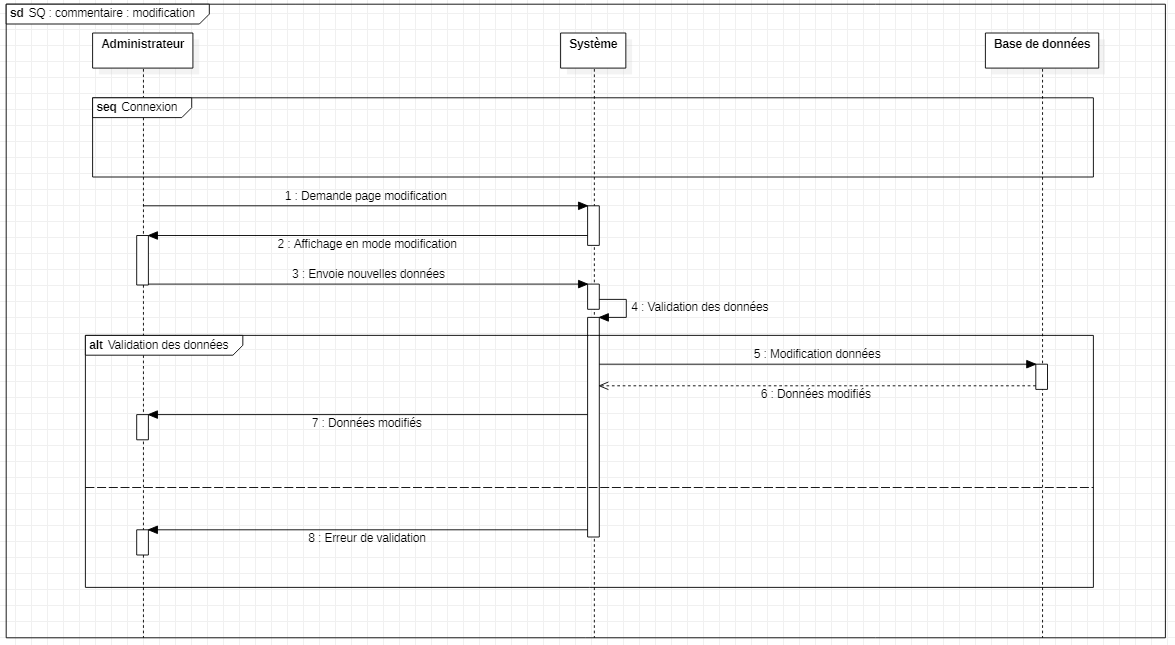 sd SQ : commentaire : modification
Administrateur
Système
Base de données
seq Connexion
1 : Demande page modification
2 : Affichage en mode modification
3 : Envoie nouvelles données
4 : Validation des données
alt Validation des données
5 : Modification données
6 : Données modifiés
7 : Données modifiés
8 : Erreur de validation